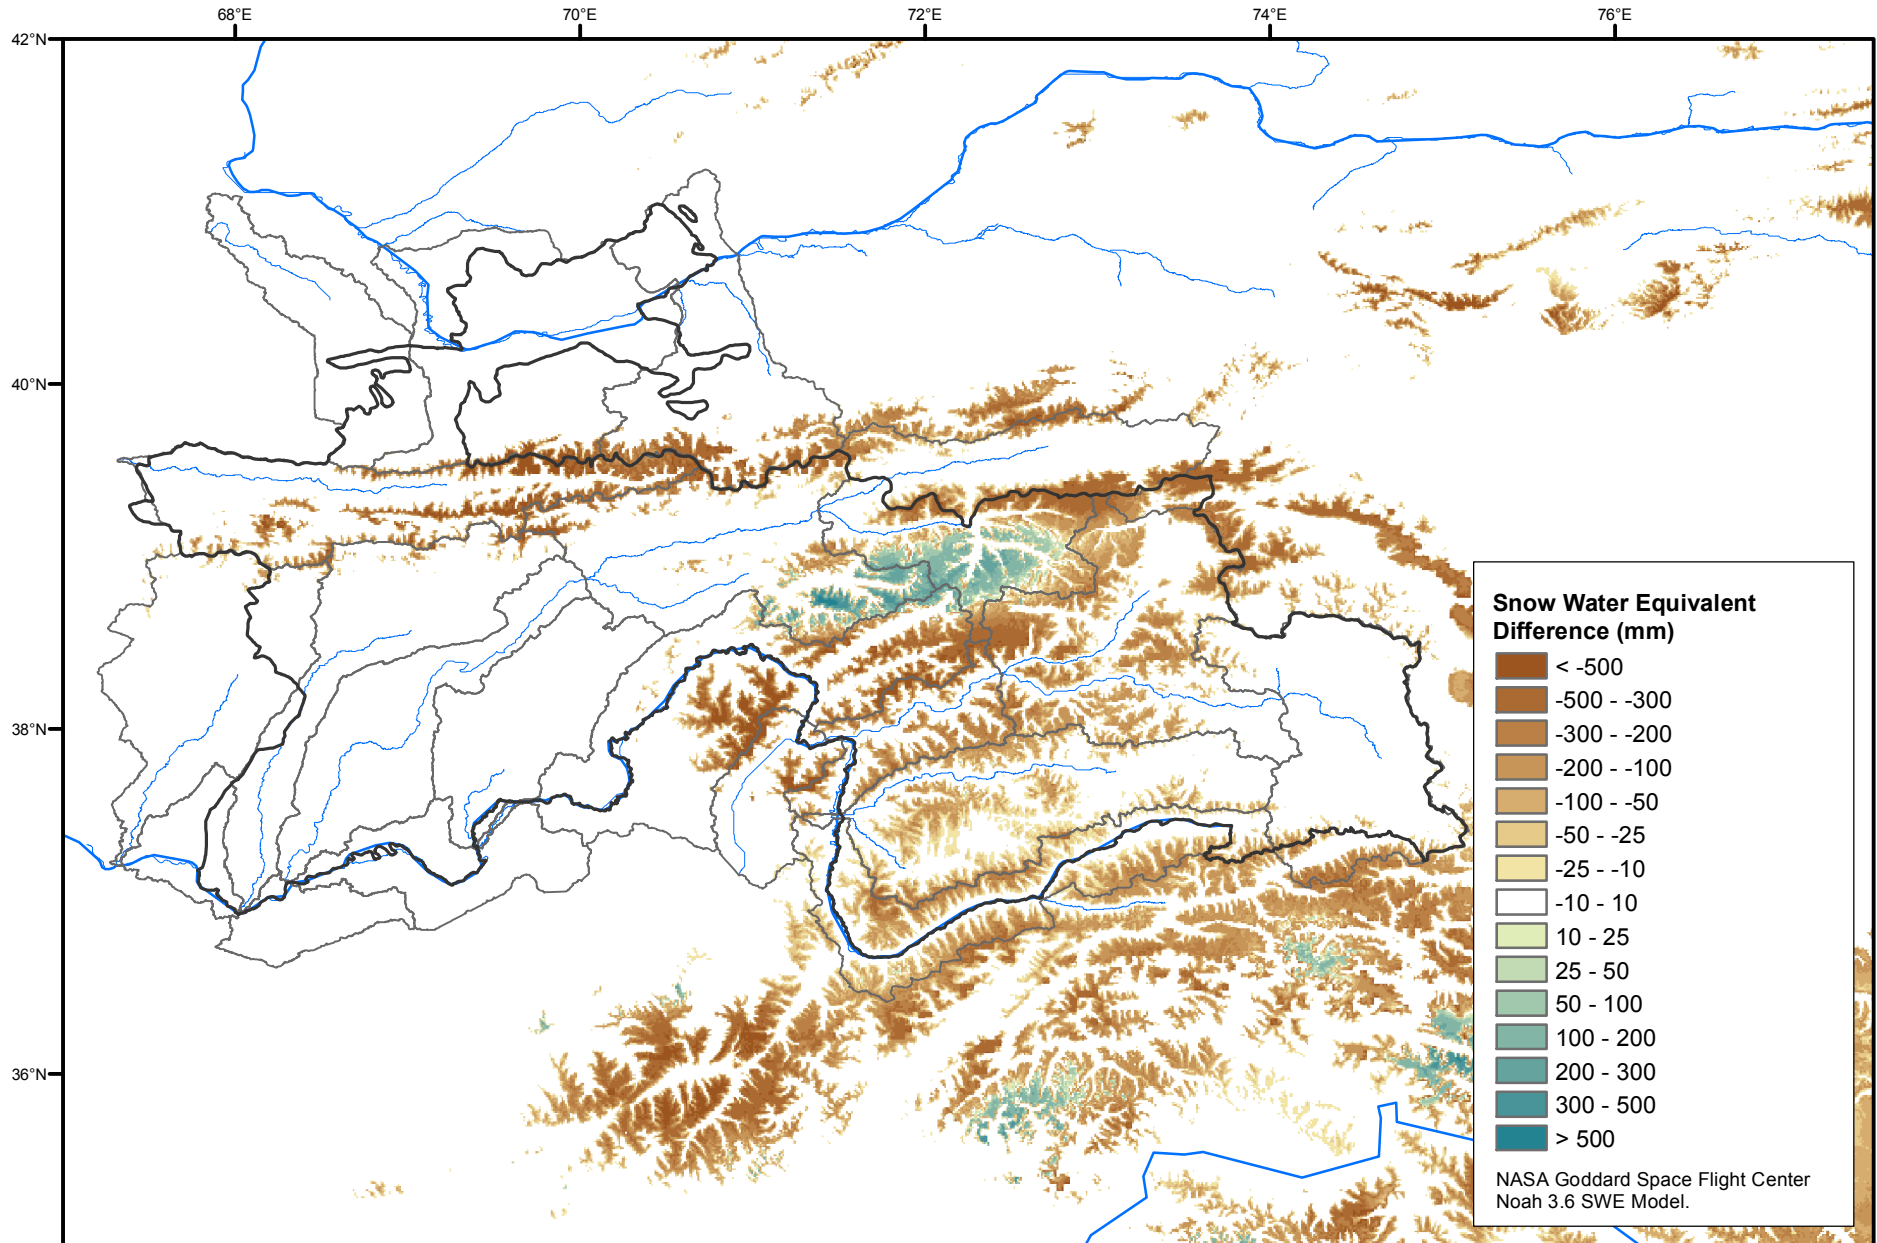 68°E 70°E 72°E 74°E 76°E
42°N
40°N
38°N
36°N
Snow Water Equivalent
Difference (mm)
< -500
-500 - -300
-300 - -200
-200 - -100
-100 - -50
-50 - -25
-25 - -10
-10 - 10
10 - 25
25 - 50
50 - 100
100 - 200
200 - 300
300 - 500
> 500
NASA Goddard Space Flight Center
Noah 3.6 SWE Model.